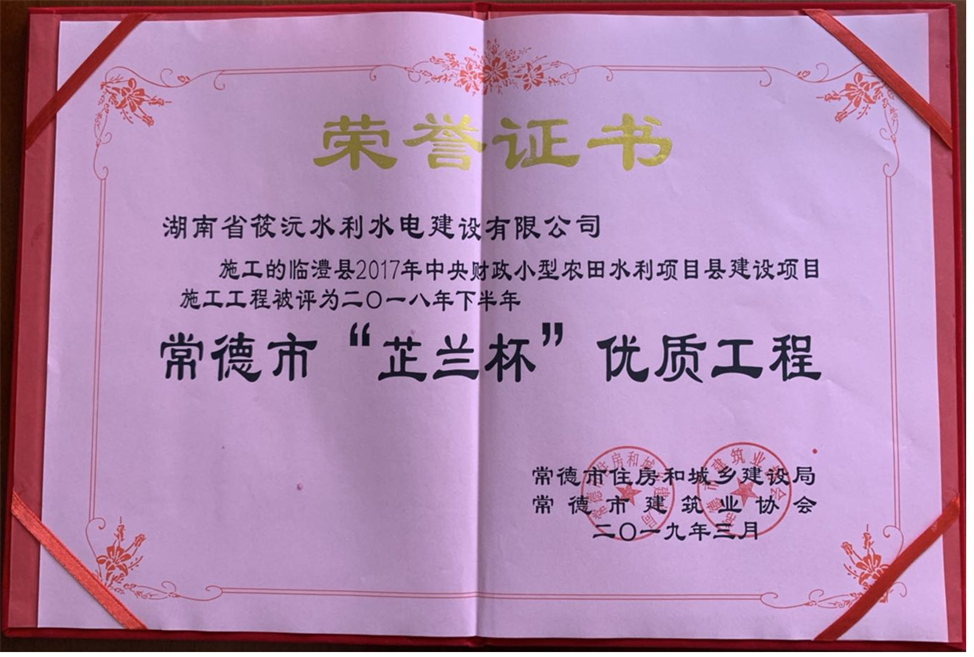 荣誉证书
湖南省筱沅水利水电建设有限公司
施工的临澧县2017年中央财政小型农田水利项目县建设项目
施工工程被评为二〇一八年下半年
常德市“芷兰杯”优质工程
常德市住房和城乡建设局
常德市建筑业协会
二〇一九年三月